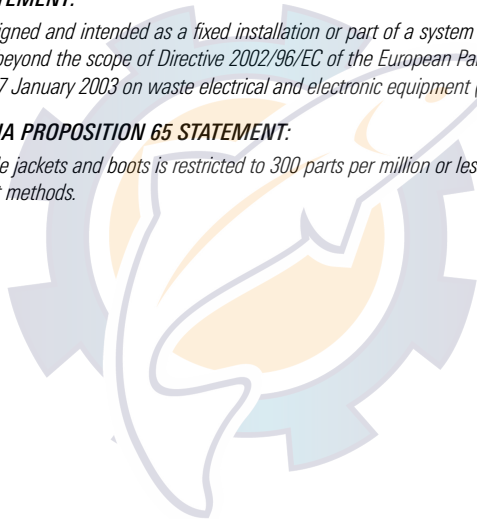 TEMENT:
igned and intended as a fixed installation or part of a system
beyond the scope of Directive 2002/96/EC of the European Pa
7 January 2003 on waste electrical and electronic equipment (
IA PROPOSITION 65 STATEMENT:
le jackets and boots is restricted to 300 parts per million or les
t methods.